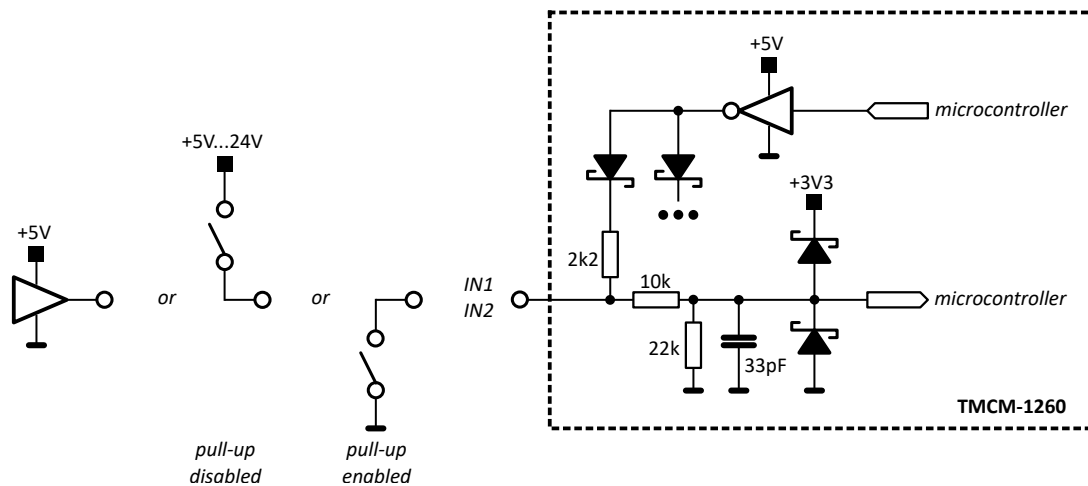 +5V
microcontroller
+5V...24V
+3V3
+5V
2k2
or
or
IN1
IN2
10k
microcontroller
22k
33pF
TMCM-1260
pull-up
disabled
pull-up
enabled